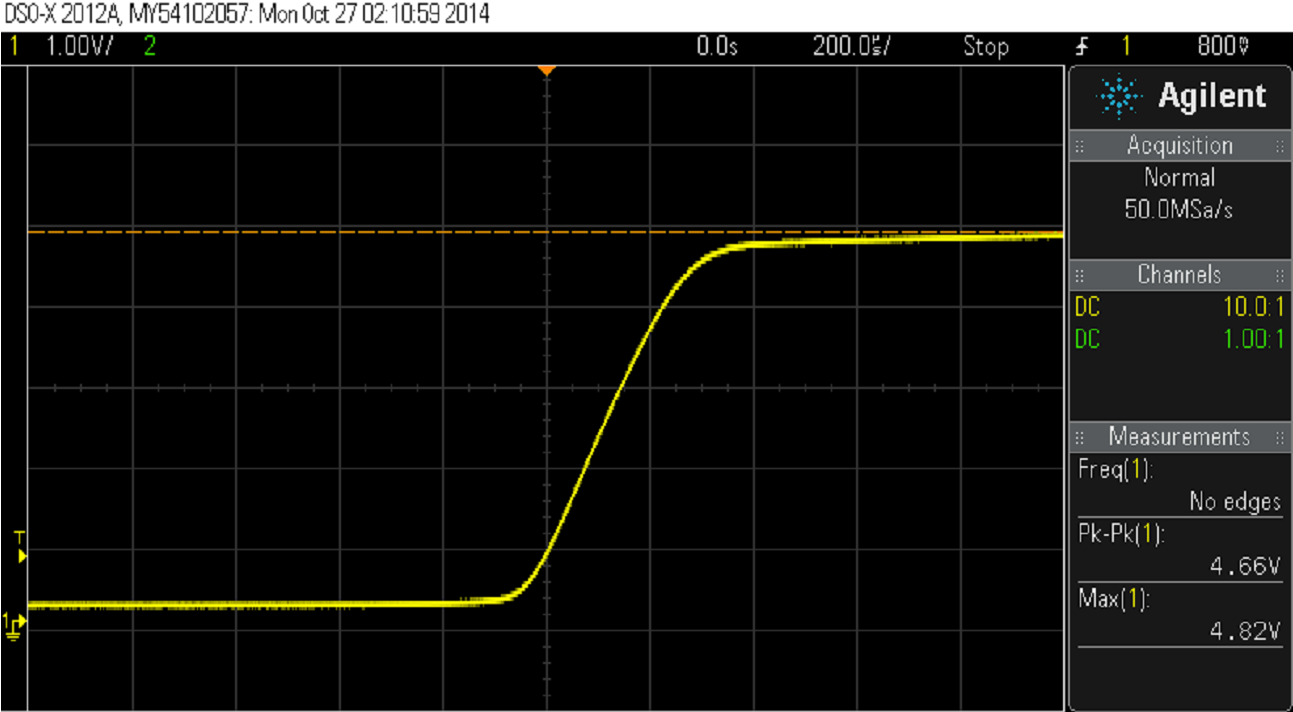 DSO-X 2012A, MY54102057: Mon Oct 27 02:10:59 2014
1 1.00V/ 2 0.0s 200.0µs/ Stop 1 800mV
Agilent
Acquisition
Normal
50.0MSa/s
Channels
DC 10.0:1
DC 1.00:1
Measurements
Freq(1):
No edges
Pk-Pk(1):
4.66V
Max(1):
4.82V
T
1